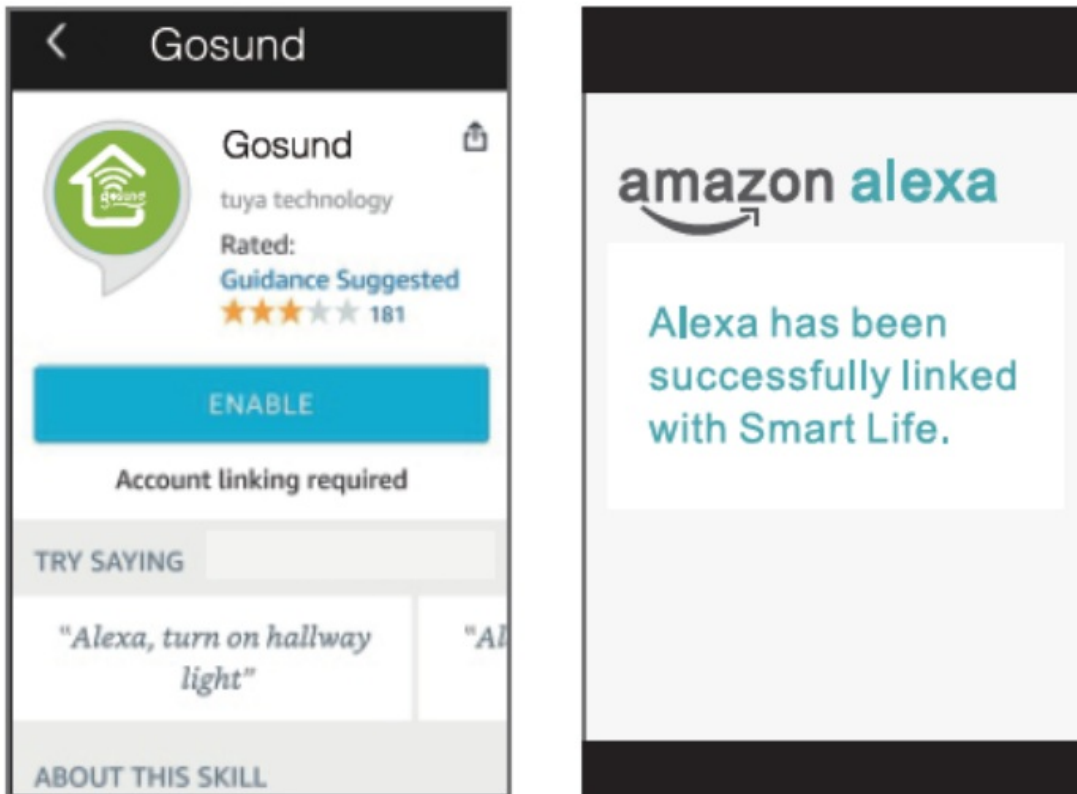 Gosund
Gosund
tuya technology
Rated:
Guidance Suggested
181
ENABLE
Account linking required
TRY SAYING
"Alexa, turn on hallway
light"
"Al
ABOUT THIS SKILL
amazon alexa
Alexa has been
successfully linked
with Smart Life.